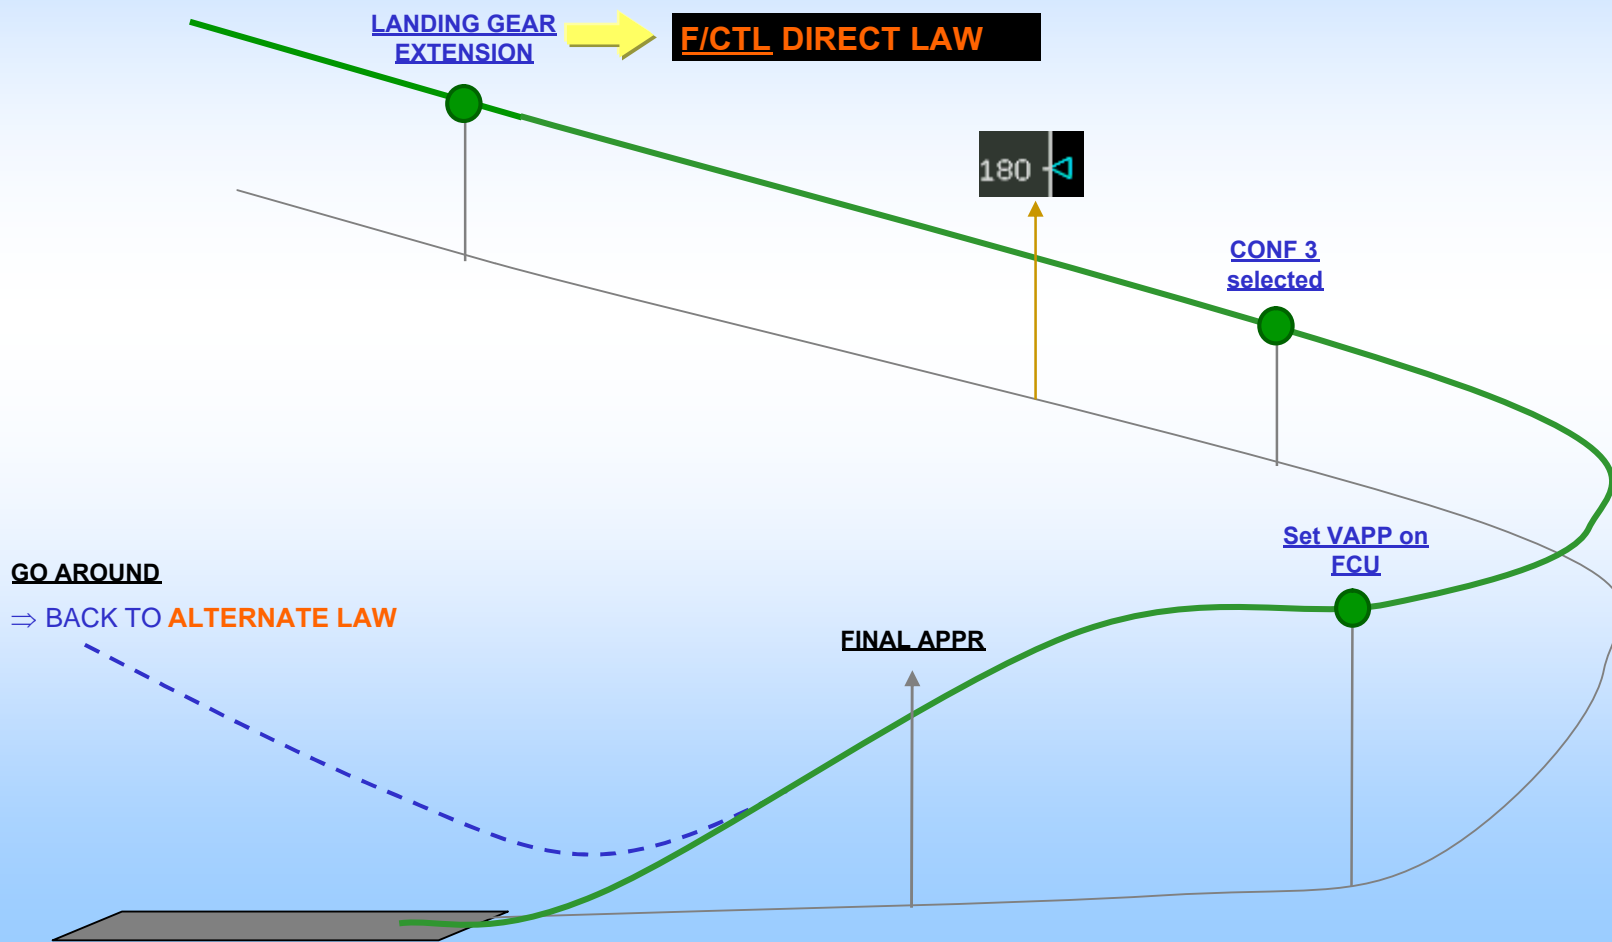 LANDING GEAR
EXTENSION
F/CTL DIRECT LAW
180
CONF 3
selected
Set VAPP on
FCU
GO AROUND
⇒ BACK TO ALTERNATE LAW
FINAL APPR